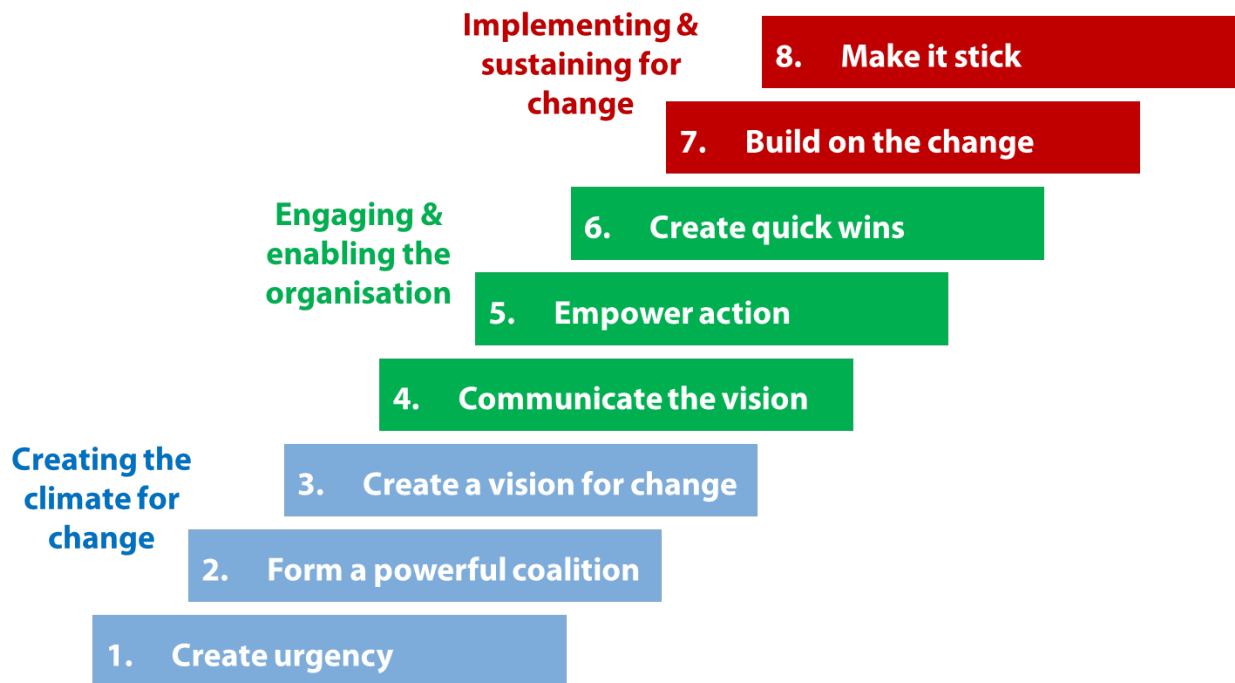 Implementing &
sustaining for
change
8. Make it stick
7. Build on the change
Engaging &
enabling the
organisation
6. Create quick wins
5. Empower action
4. Communicate the vision
Creating the
climate for
change
3. Create a vision for change
2. Form a powerful coalition
1. Create urgency